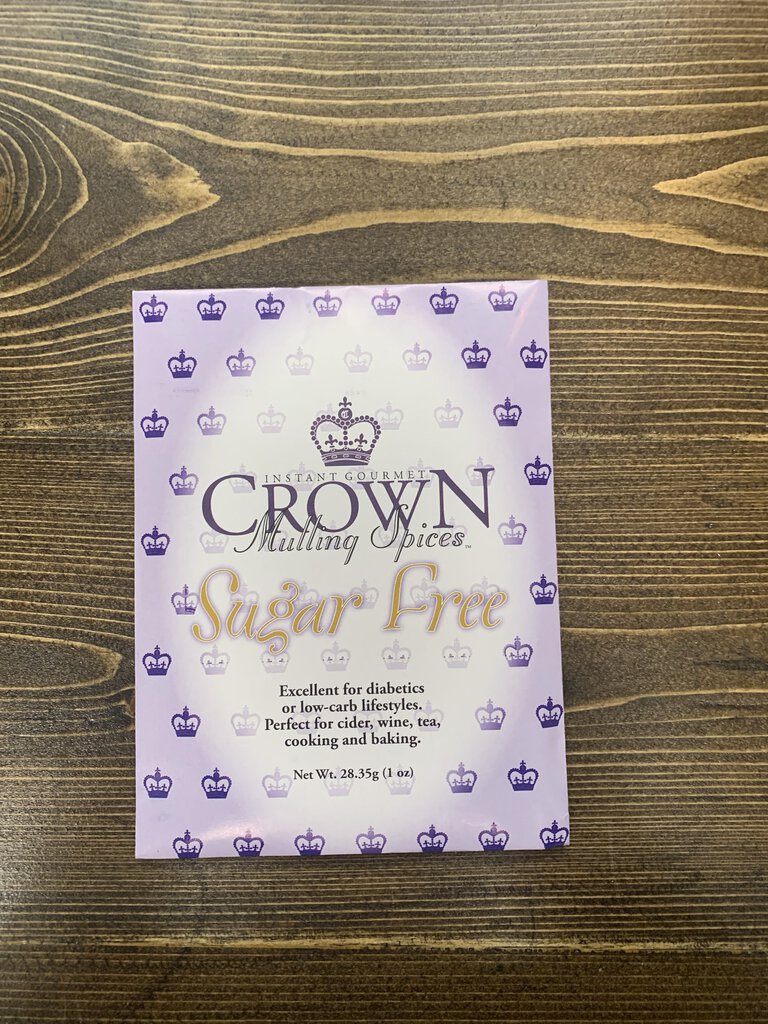 INSTANT GOURMET
CROWN
Mulling Spices™
Sugar Free
Excellent for diabetics
or low-carb lifestyles.
Perfect for cider, wine, tea,
cooking and baking.
Net Wt. 28.35g (1 oz)